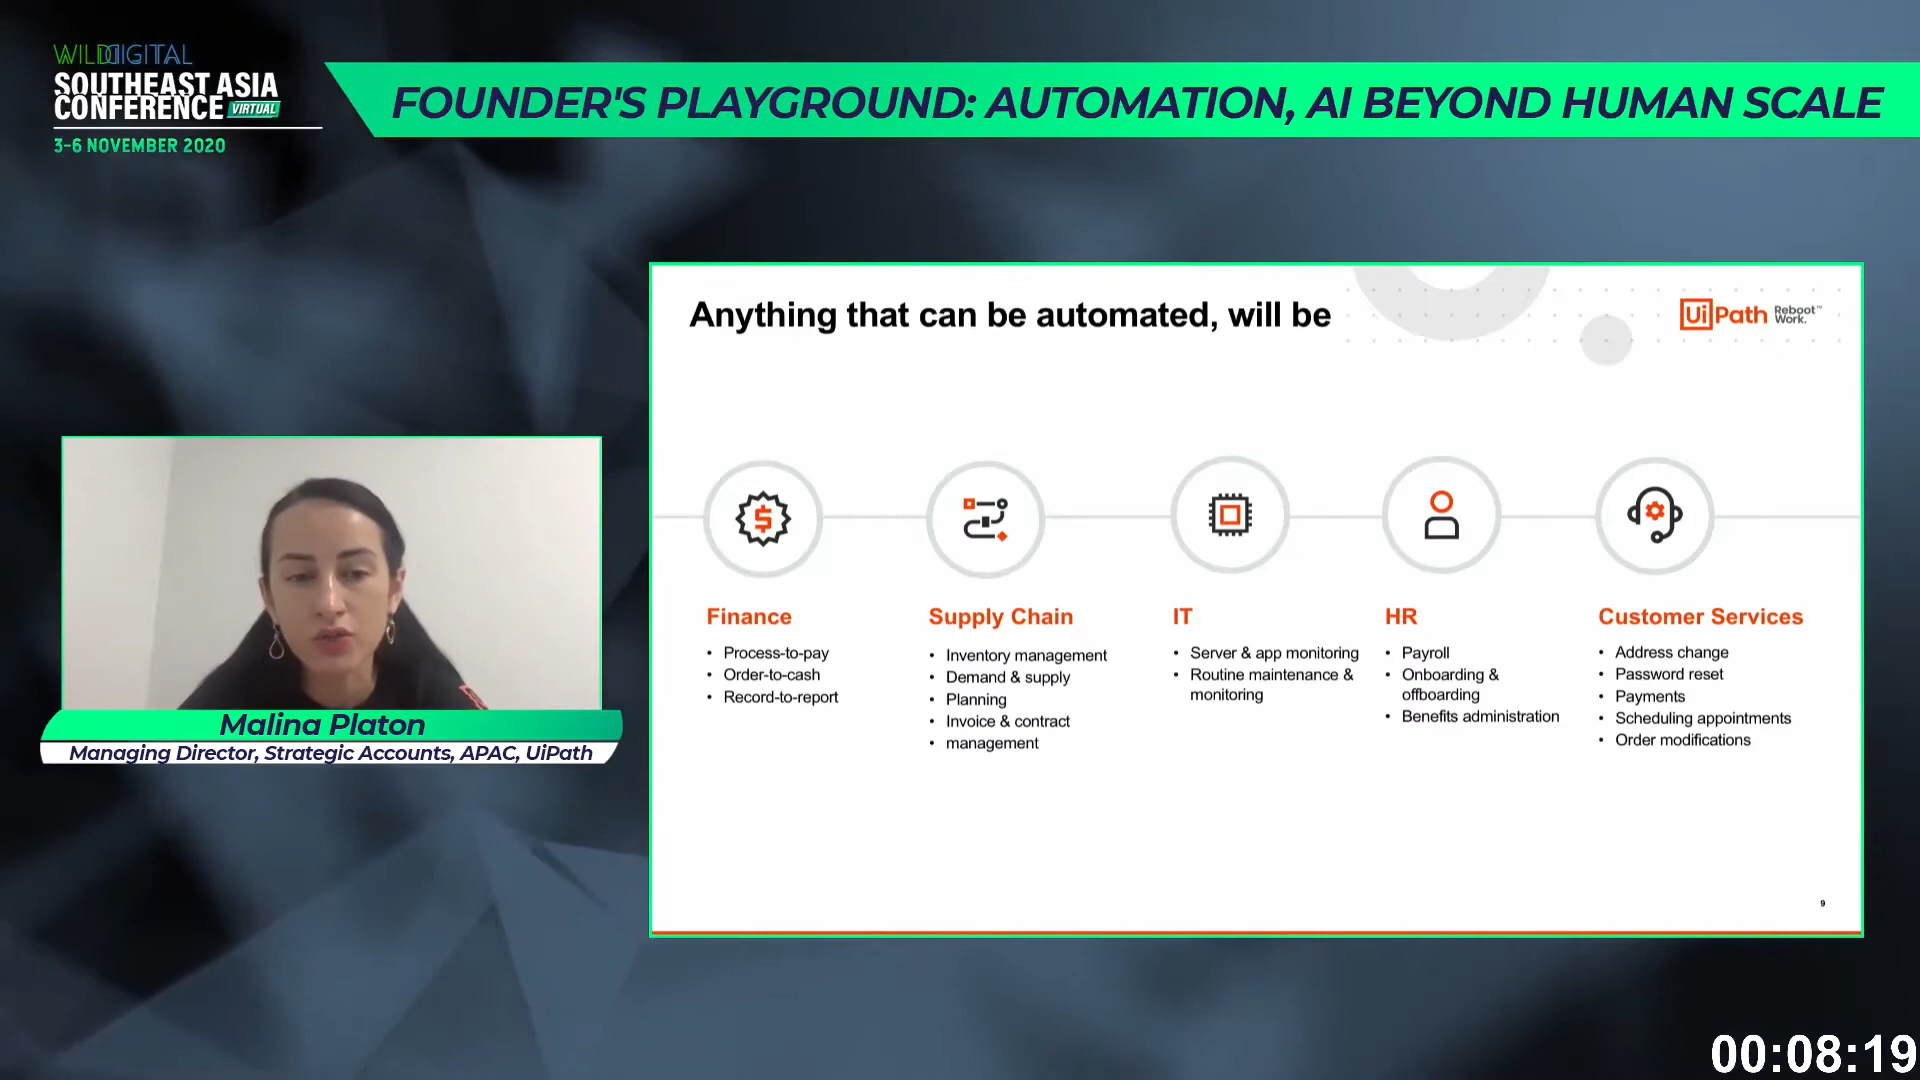 WILDDIGITAL
SOUTHEAST ASIA
CONFERENCE VIRTUAL
3-6 NOVEMBER 2020
FOUNDER'S PLAYGROUND: AUTOMATION, AI BEYOND HUMAN SCALE
Anything that can be automated, will be
Ui Path Reboot™
Work.
Finance
• Process-to-pay
• Order-to-cash
• Record-to-report
Supply Chain
• Inventory management
• Demand & supply
• Planning
• Invoice & contract
• management
IT
• Server & app monitoring
• Routine maintenance &
monitoring
HR
• Payroll
• Onboarding &
offboarding
• Benefits administration
Customer Services
• Address change
• Password reset
• Payments
• Scheduling appointments
• Order modifications
9
Malina Platon
Managing Director, Strategic Accounts, APAC, UiPath
00:08:19